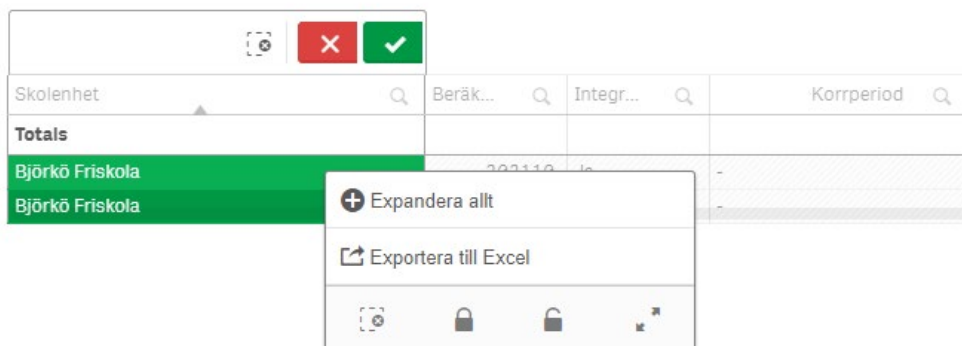 Skolenhet Beräk... Integr... Korrperiod
Totals
Björkö Friskola -
Björkö Friskola -
Expandera allt
Exportera till Excel